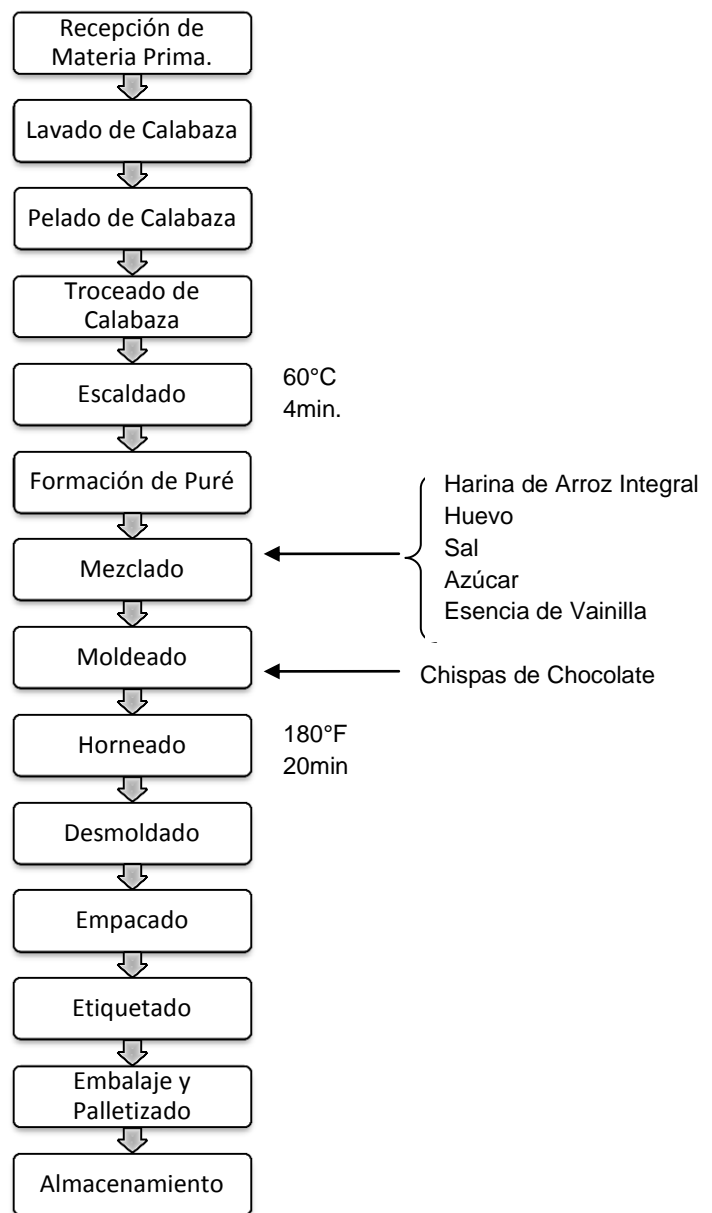 Recepción de
Materia Prima.
Lavado de Calabaza
Pelado de Calabaza
Troceado de
Calabaza
Escaldado
60°C
4min.
Formación de Puré
Mezclado
Harina de Arroz Integral
Huevo
Sal
Azúcar
Esencia de Vainilla
Moldeado
Chispas de Chocolate
Horneado
180°F
20min
Desmoldado
Empacado
Etiquetado
Embalaje y
Palletizado
Almacenamiento